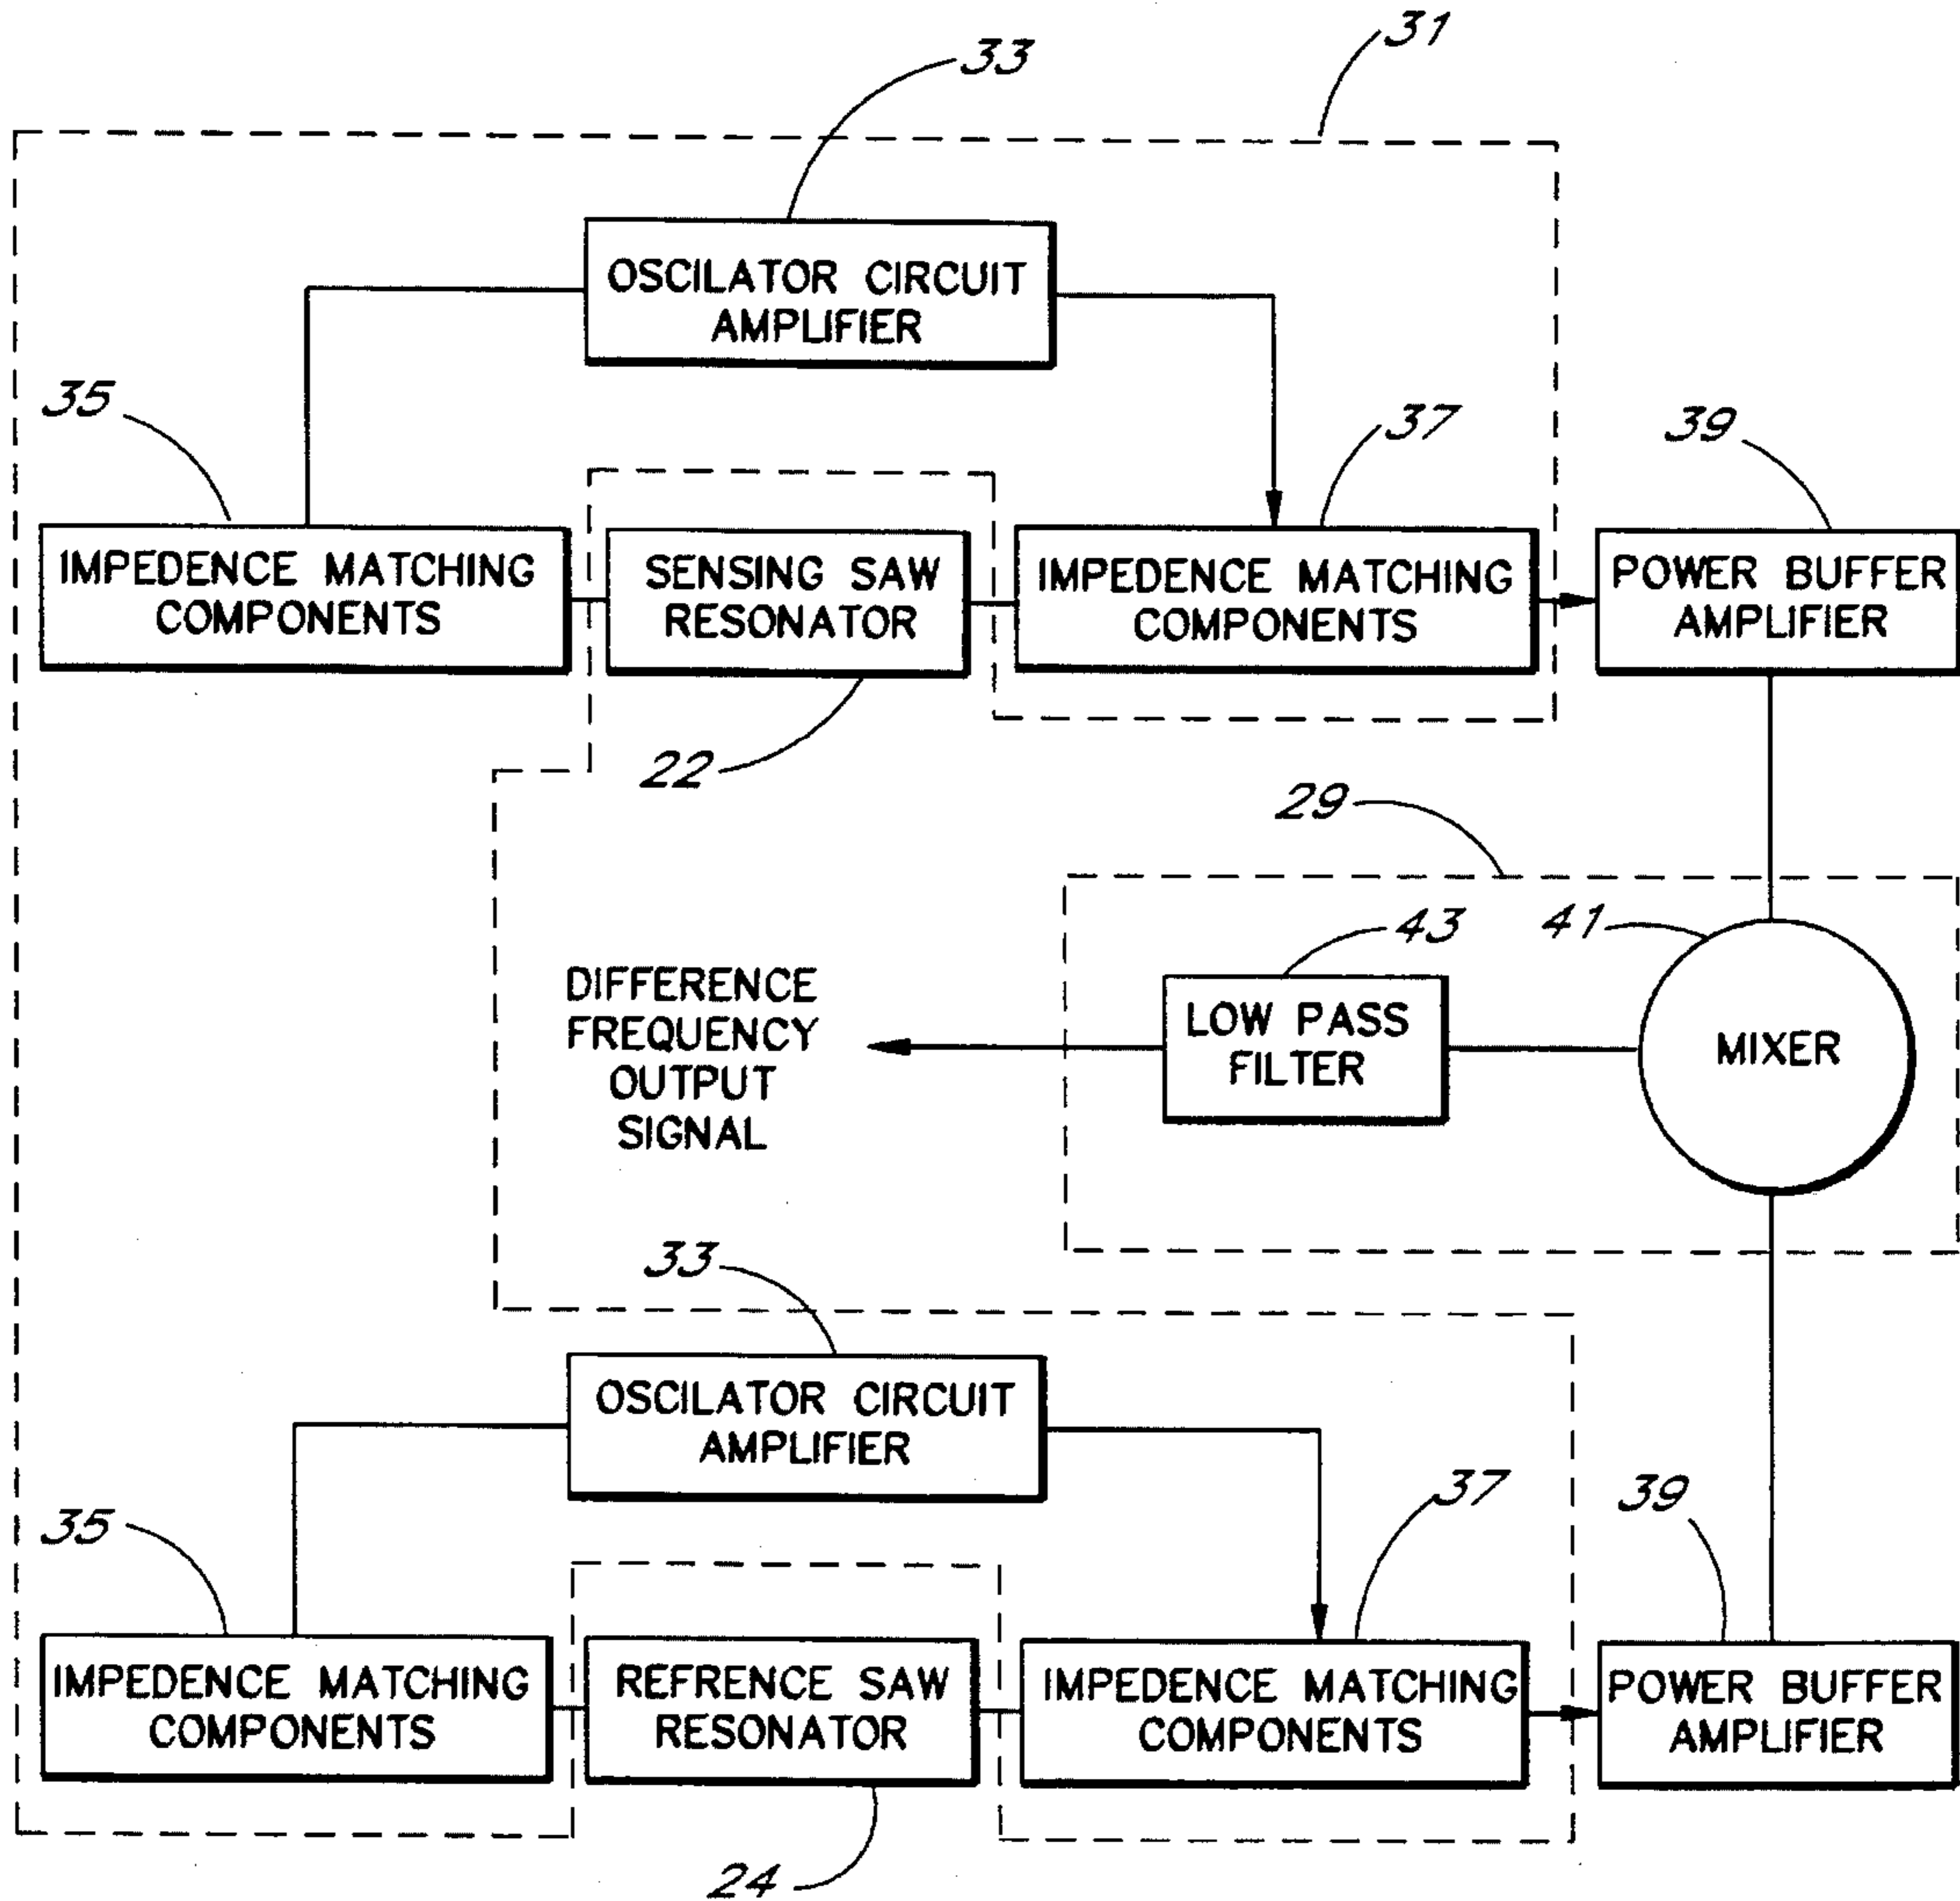 31
33
OSCILATOR CIRCUIT
AMPLIFIER
35
37
39
IMPEDENCE MATCHING
COMPONENTS
SENSING SAW
RESONATOR
IMPEDENCE MATCHING
COMPONENTS
POWER BUFFER
AMPLIFIER
22
29
43
41
DIFFERENCE
FREQUENCY
OUTPUT
SIGNAL
LOW PASS
FILTER
MIXER
33
OSCILATOR CIRCUIT
AMPLIFIER
35
37
39
IMPEDENCE MATCHING
COMPONENTS
REFRENCE SAW
RESONATOR
IMPEDENCE MATCHING
COMPONENTS
POWER BUFFER
AMPLIFIER
24